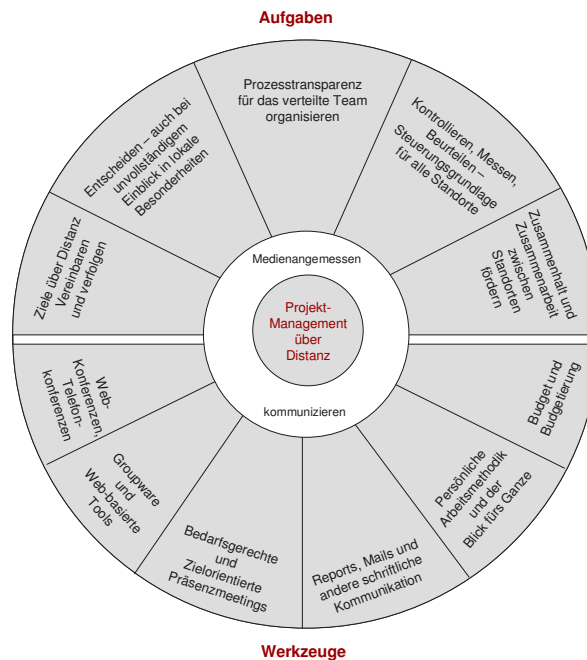 Aufgaben
Ziele über Distanz
Vereinbaren
und verfolgen
Entscheiden – auch bei
unvollständigem
Einblick in lokale
Besonderheiten
Prozesstransparenz
für das verteilte Team
organisieren
Kontrollieren, Messen,
Beurteilen –
Steuerungsgrundlage
für alle Standorte
Zusammenhalt und
Zusammenarbeit
zwischen
Standorten
fördern
Medienangemessen
Projekt-
Management
über
Distanz
kommunizieren
Web-
Konferenzen,
Telefon-
konferenzen
Groupware
und
Web-basierte
Tools
Bedarfsgerechte
und
Zielorientierte
Präsenzmeetings
Reports, Mails und
andere schriftliche
Kommunikation
Persönliche
Arbeitsmethodik
und der
Blick fürs Ganze
Budget und
Budgetierung
Werkzeuge